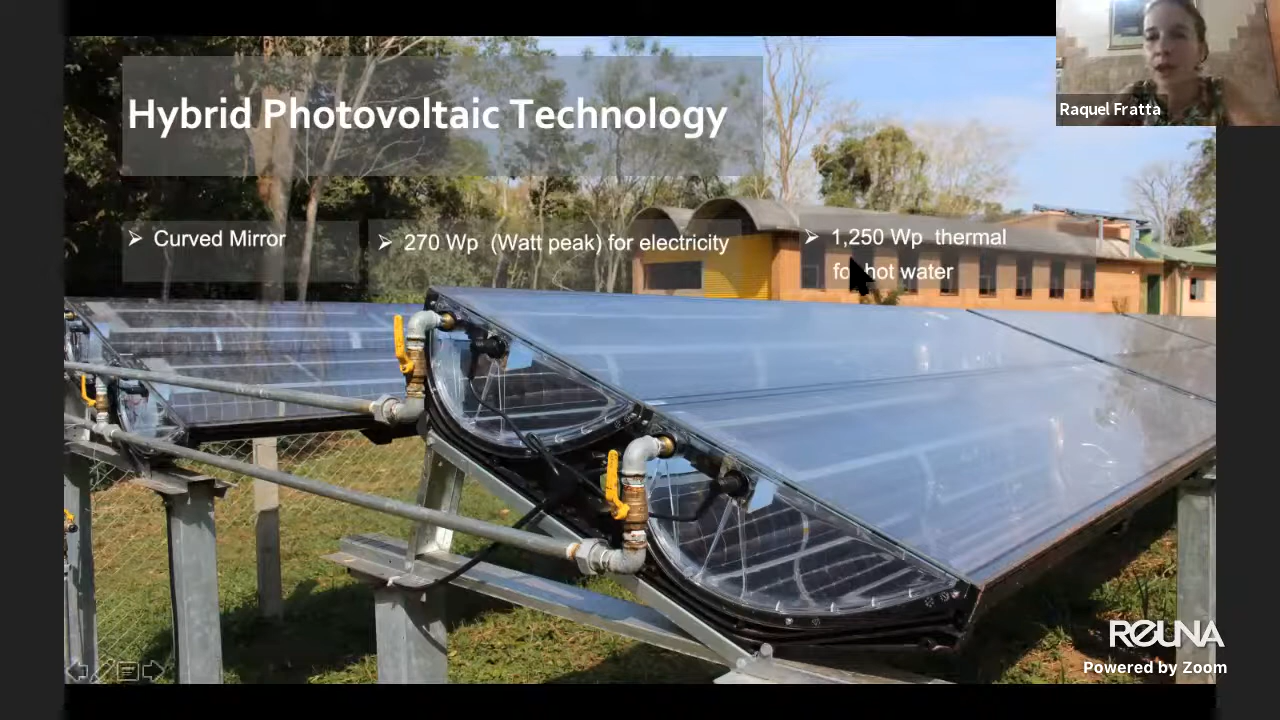 Raquel Fratta
Hybrid Photovoltaic Technology
➢ Curved Mirror
➢ 270 Wp (Watt peak) for electricity
➢ 1,250 Wp thermal
for hot water
REUNA
Powered by Zoom